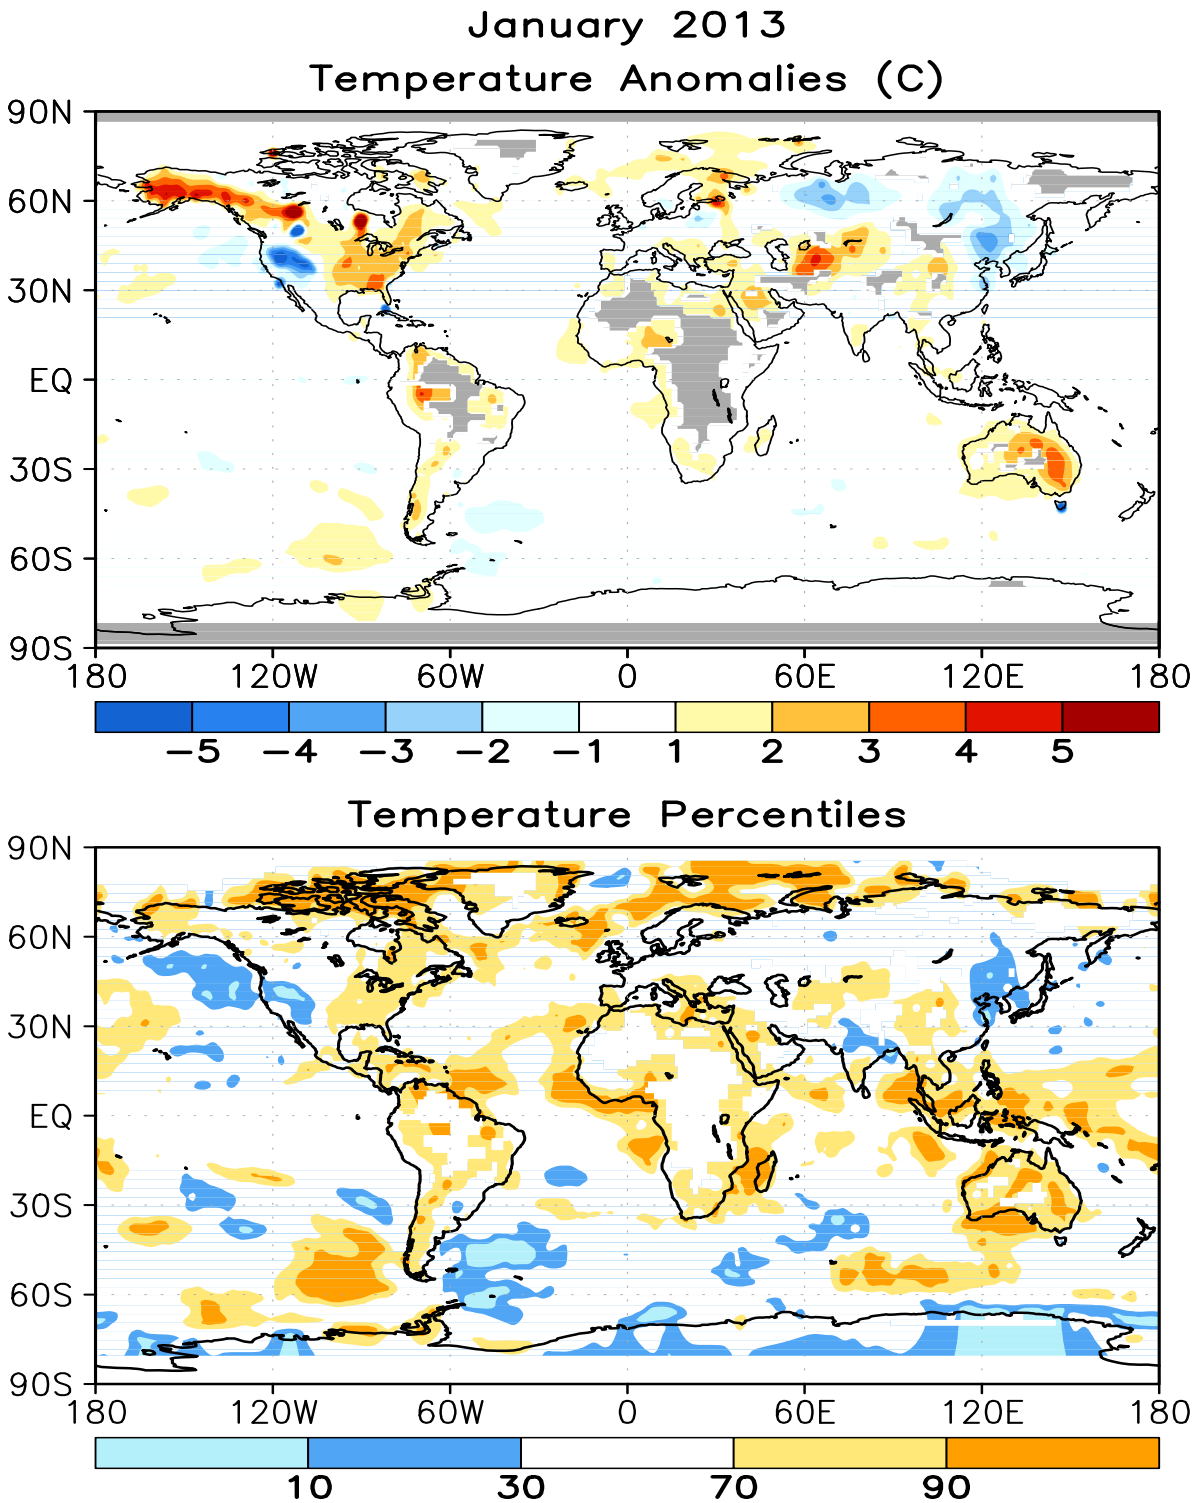 January 2013
Temperature Anomalies (C)
90N
60N
30N
EQ
30S
60S
90S
180 120W 60W 0 60E 120E 180
-5 -4 -3 -2 -1 1 2 3 4 5
Temperature Percentiles
90N
60N
30N
EQ
30S
60S
90S
180 120W 60W 0 60E 120E 180
10 30 70 90